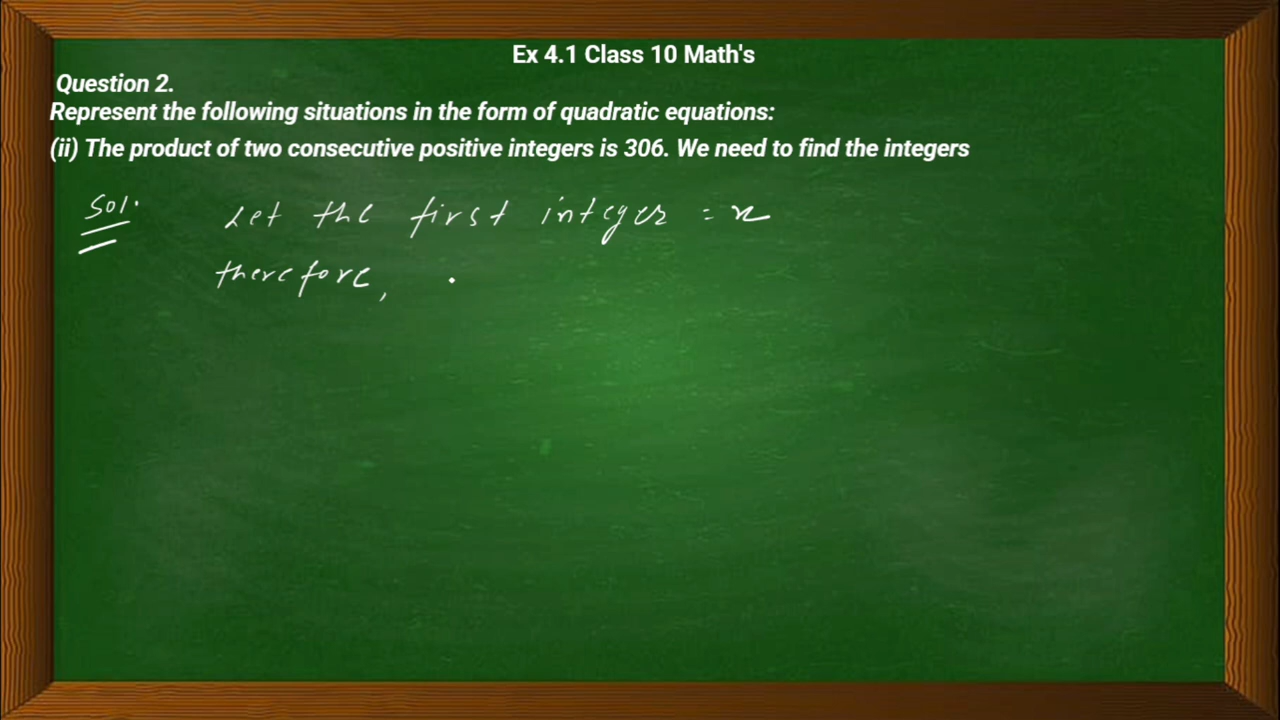 Ex 4.1 Class 10 Math's
Question 2.
Represent the following situations in the form of quadratic equations:
(ii) The product of two consecutive positive integers is 306. We need to find the integers
Sol.
Let the first integer = x
therefore, .